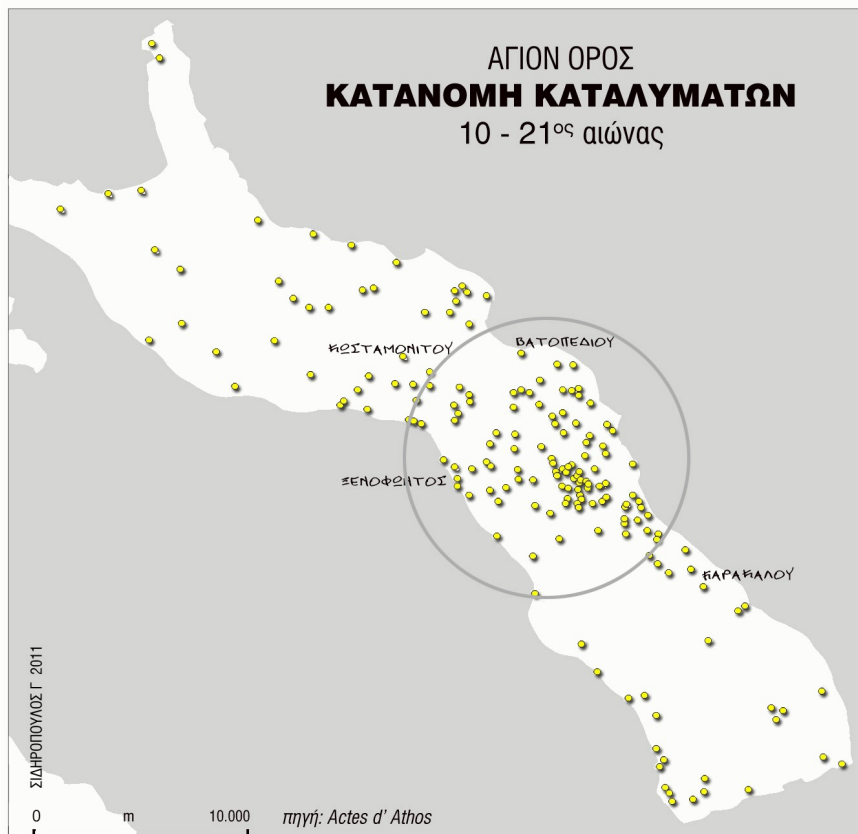 ΑΓΙΟΝ ΟΡΟΣ
ΚΑΤΑΝΟΜΗ ΚΑΤΑΛΥΜΑΤΩΝ
10 - 21ος αιώνας
ΚΩΣΤΑΜΟΝΙΤΟΥ
ΒΑΤΟΠΕΔΙΟΥ
ΞΕΝΟΦΩΝΤΟΣ
ΚΑΡΑΚΑΛΟΥ
ΣΙΔΗΡΟΠΟΥΛΟΣ Γ 2011
0 m 10.000
πηγή: Actes d' Athos